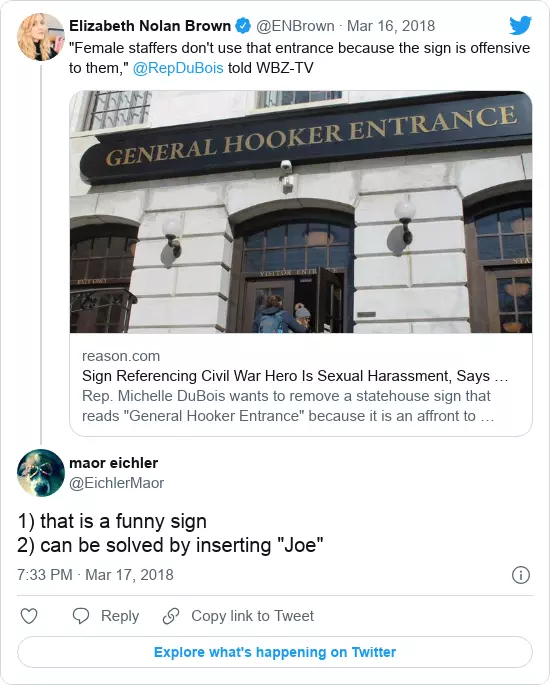 Elizabeth Nolan Brown @ENBrown · Mar 16, 2018
"Female staffers don't use that entrance because the sign is offensive
to them," @RepDuBois told WBZ-TV
GENERAL HOOKER ENTRANCE
VISITOR ENTR
EXIT ONLY
STA
reason.com
Sign Referencing Civil War Hero Is Sexual Harassment, Says ...
Rep. Michelle DuBois wants to remove a statehouse sign that
reads "General Hooker Entrance" because it is an affront to ...
maor eichler
@EichlerMaor
1) that is a funny sign
2) can be solved by inserting "Joe"
7:33 PM · Mar 17, 2018
Reply Copy link to Tweet
Explore what's happening on Twitter